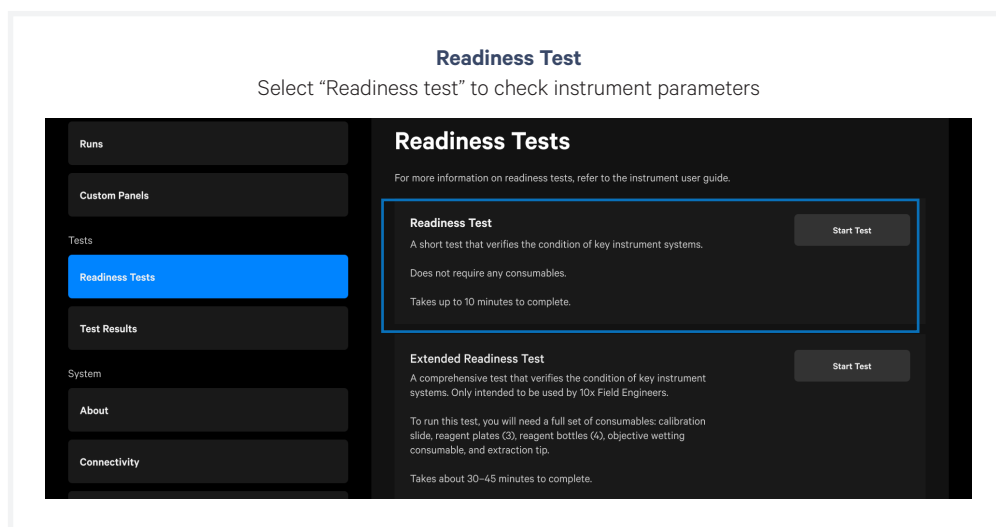 Readiness Test
Select “Readiness test” to check instrument parameters
Runs
Custom Panels
Tests
Readiness Tests
Test Results
System
About
Connectivity
Readiness Tests
For more information on readiness tests, refer to the instrument user guide.
Readiness Test
Start Test
A short test that verifies the condition of key instrument systems.
Does not require any consumables.
Takes up to 10 minutes to complete.
Extended Readiness Test
Start Test
A comprehensive test that verifies the condition of key instrument
systems. Only intended to be used by 10x Field Engineers.
To run this test, you will need a full set of consumables: calibration
slide, reagent plates (3), reagent bottles (4), objective wetting
consumable, and extraction tip.
Takes about 30–45 minutes to complete.